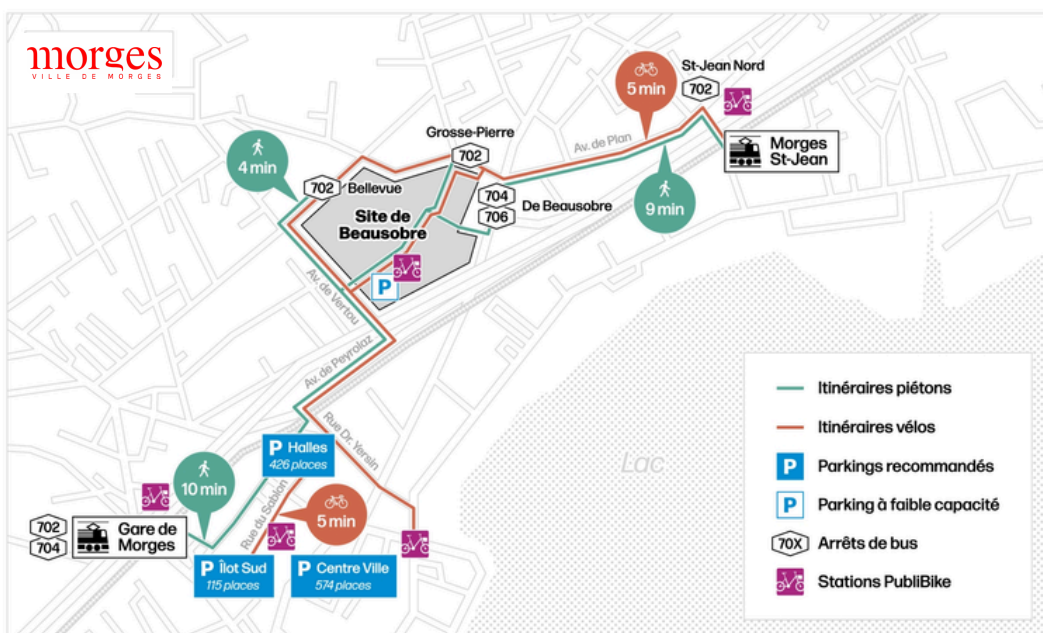 morges
VILLE DE MORGES
St-Jean Nord
702
5 min
Av. de Plan
Morges
St-Jean
Grosse-Pierre
702
4 min
702
Bellevue
704
706
De Beausobre
9 min
Site de
Beausobre
P
Av. de Vertou
Av. de Peyrolaz
Rue Dr. Yersin
P Halles
426 places
10 min
Rue du Sablon
5 min
702
704
Gare de
Morges
P Îlot Sud
115 places
P Centre Ville
574 places
Lac
Itinéraires piétons
Itinéraires vélos
P Parkings recommandés
P Parking à faible capacité
70X Arrêts de bus
Stations PubliBike